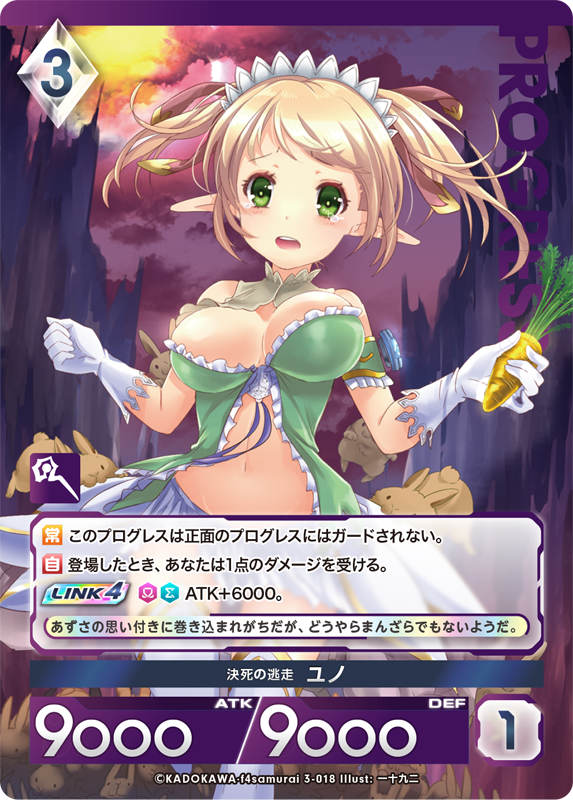 3
PROGRESS
常 このプログレスは正面のプログレスにはガードされない。
自 登場したとき、あなたは1点のダメージを受ける。
LINK4 Ω Σ ATK+6000。
あずさの思い付きに巻き込まれがちだが、どうやらまんざらでもないようだ。
決死の逃走 ユノ
ATK DEF
9000 9000 1
©KADOKAWA-f4samurai 3-018 Illust: 一十九二